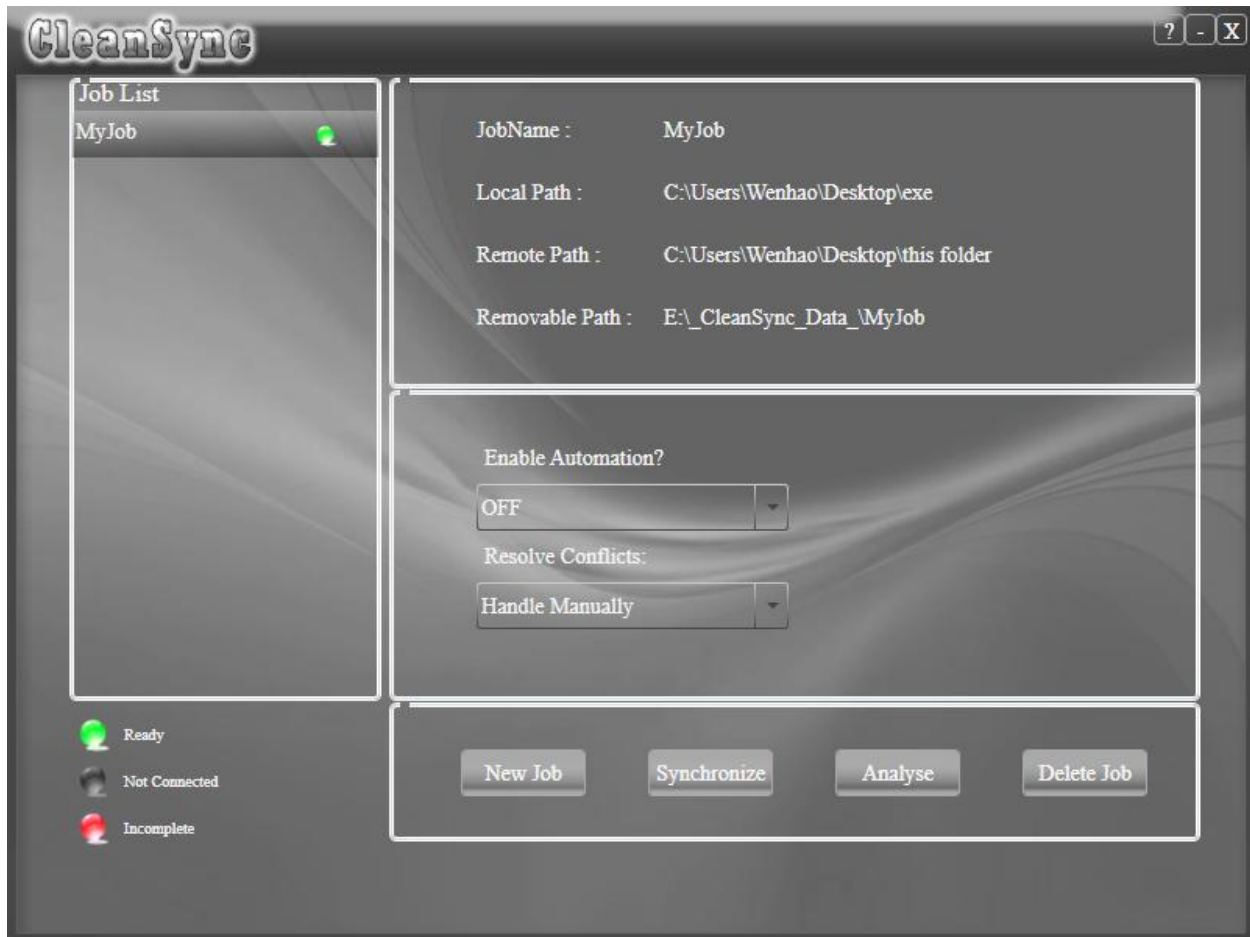 CleanSync
? - X
Job List
MyJob
JobName : MyJob
Local Path : C:\Users\Wenhao\Desktop\exe
Remote Path : C:\Users\Wenhao\Desktop\this folder
Removable Path : E:\_CleanSync_Data_\MyJob
Enable Automation?
OFF
Resolve Conflicts:
Handle Manually
Ready
Not Connected
Incomplete
New Job Synchronize Analyse Delete Job